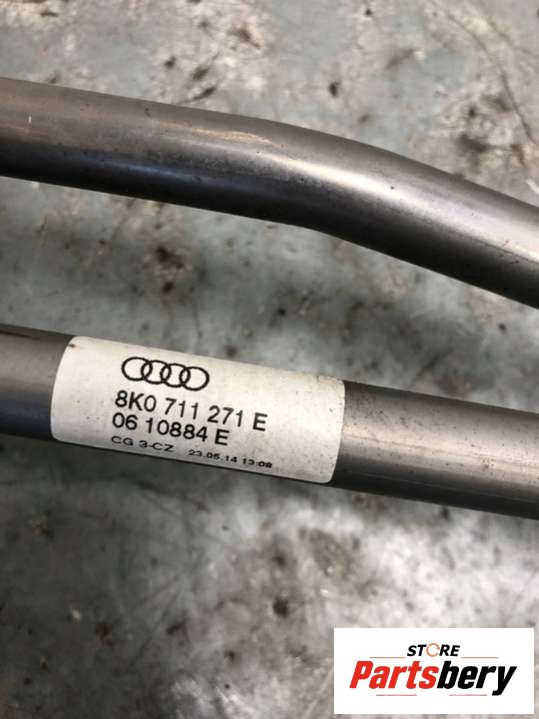 8K0 711 271 E
06 10884 E
CG 3-CZ 23.05.14 13:08
STORE
Partsbery